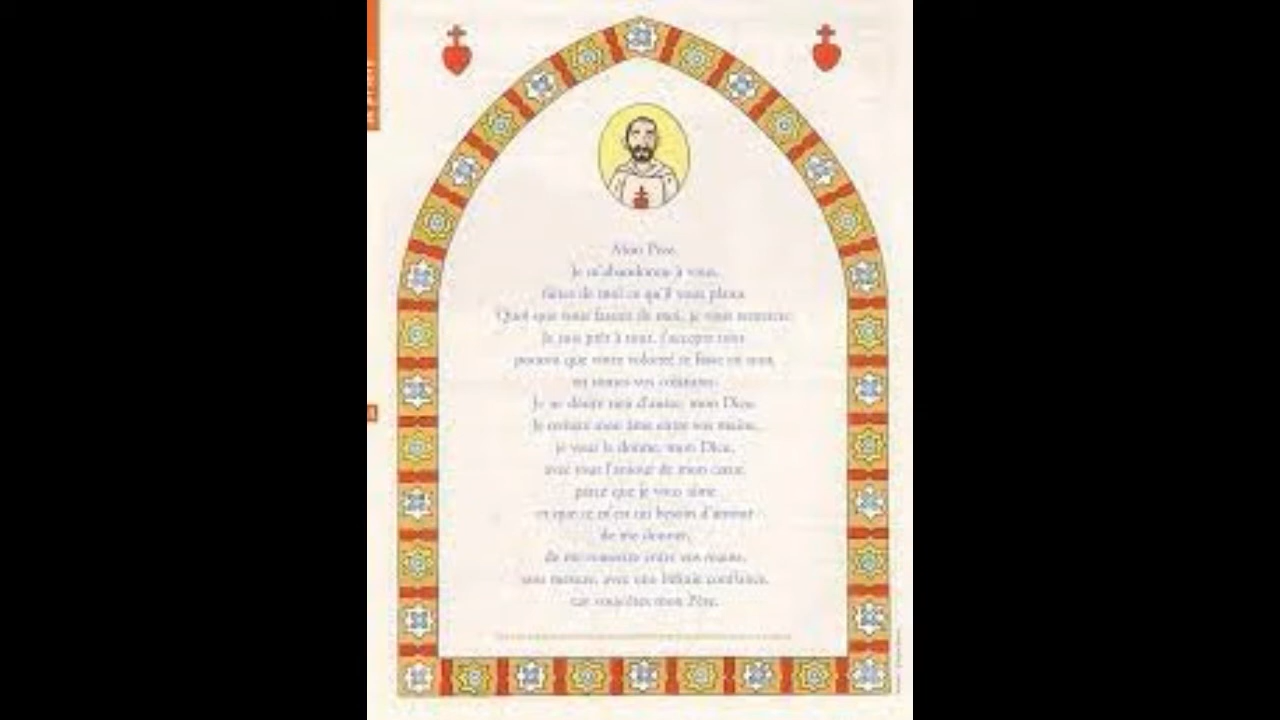 Mon Père,
Je m'abandonne à vous,
faites de moi ce qu'il vous plaira.
Quoi que vous fassiez de moi, je vous remercie.
Je suis prêt à tout, j'accepte tout
pourvu que votre volonté se fasse en moi,
en toutes vos créatures.
Je ne désire rien d'autre, mon Dieu.
Je remets mon âme entre vos mains,
je vous la donne, mon Dieu,
avec tout l'amour de mon cœur,
parce que je vous aime
et que ce m'est un besoin d'amour
de me donner,
de me remettre entre vos mains,
sans mesure, avec une infinie confiance,
car vous êtes mon Père.